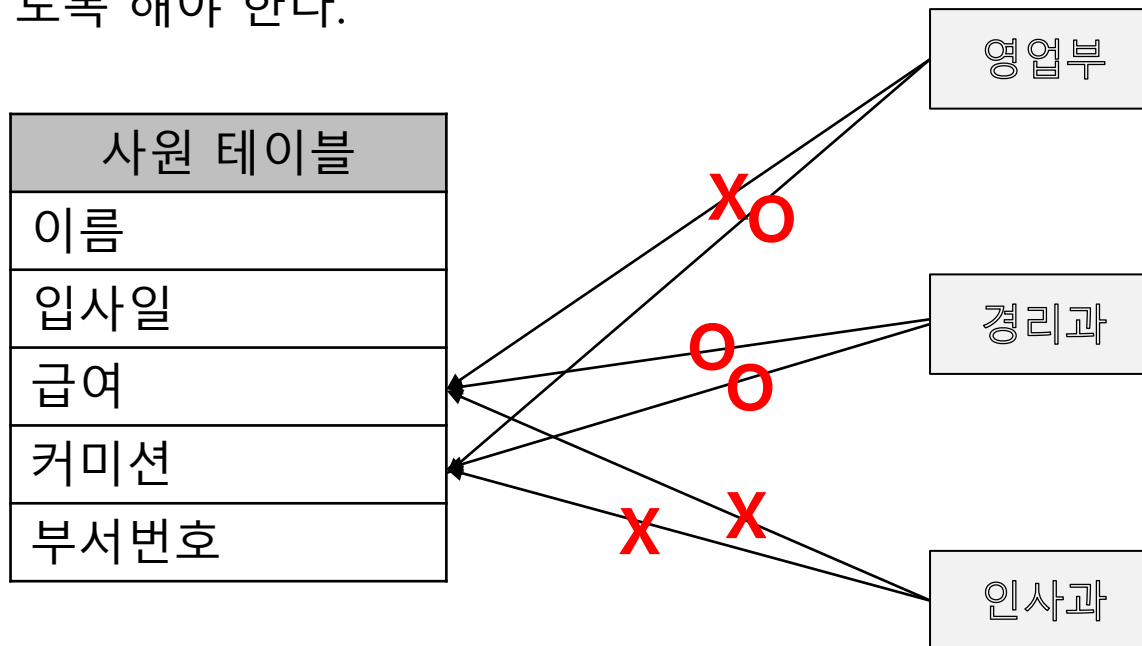 도록 해야 한다.
사원 테이블
이름
입사일
급여
커미션
부서번호
영업부
경리과
인사과
X
O
O
O
X
X